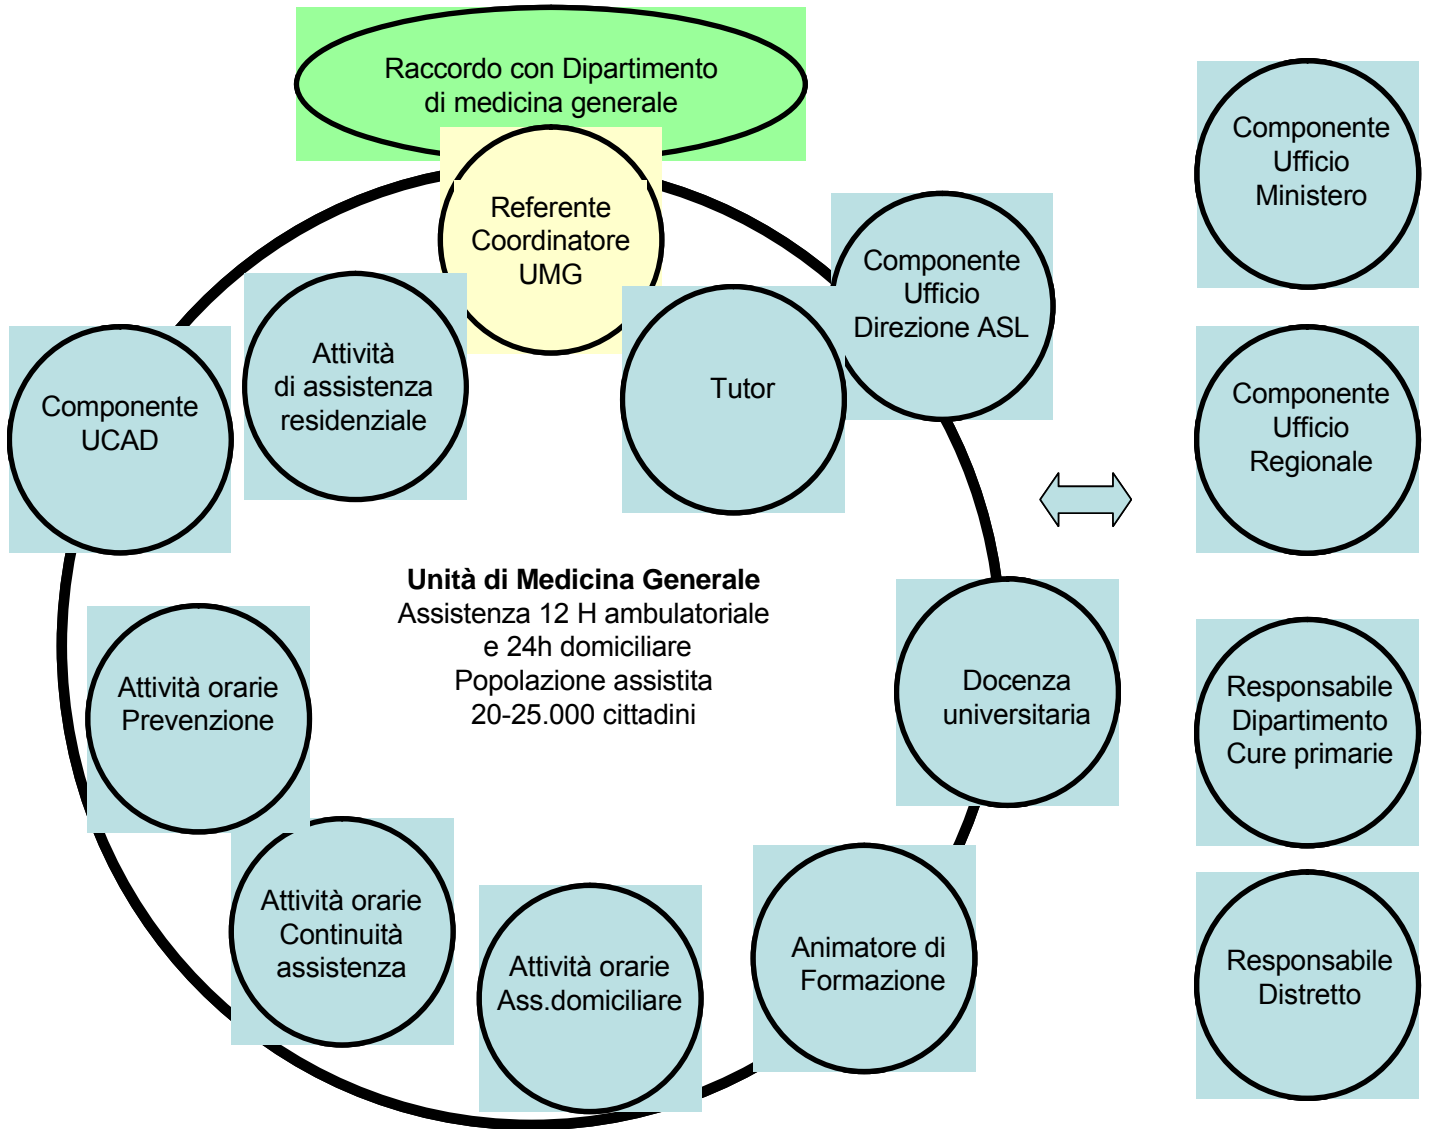 Raccordo con Dipartimento
di medicina generale
Referente
Coordinatore
UMG
Componente
Ufficio
Direzione ASL
Tutor
Attività
di assistenza
residenziale
Componente
UCAD
Unità di Medicina Generale
Assistenza 12 H ambulatoriale
e 24h domiciliare
Popolazione assistita
20-25.000 cittadini
Attività orarie
Prevenzione
Attività orarie
Continuità
assistenza
Attività orarie
Ass.domiciliare
Animatore di
Formazione
Docenza
universitaria
Componente
Ufficio
Ministero
Componente
Ufficio
Regionale
Responsabile
Dipartimento
Cure primarie
Responsabile
Distretto